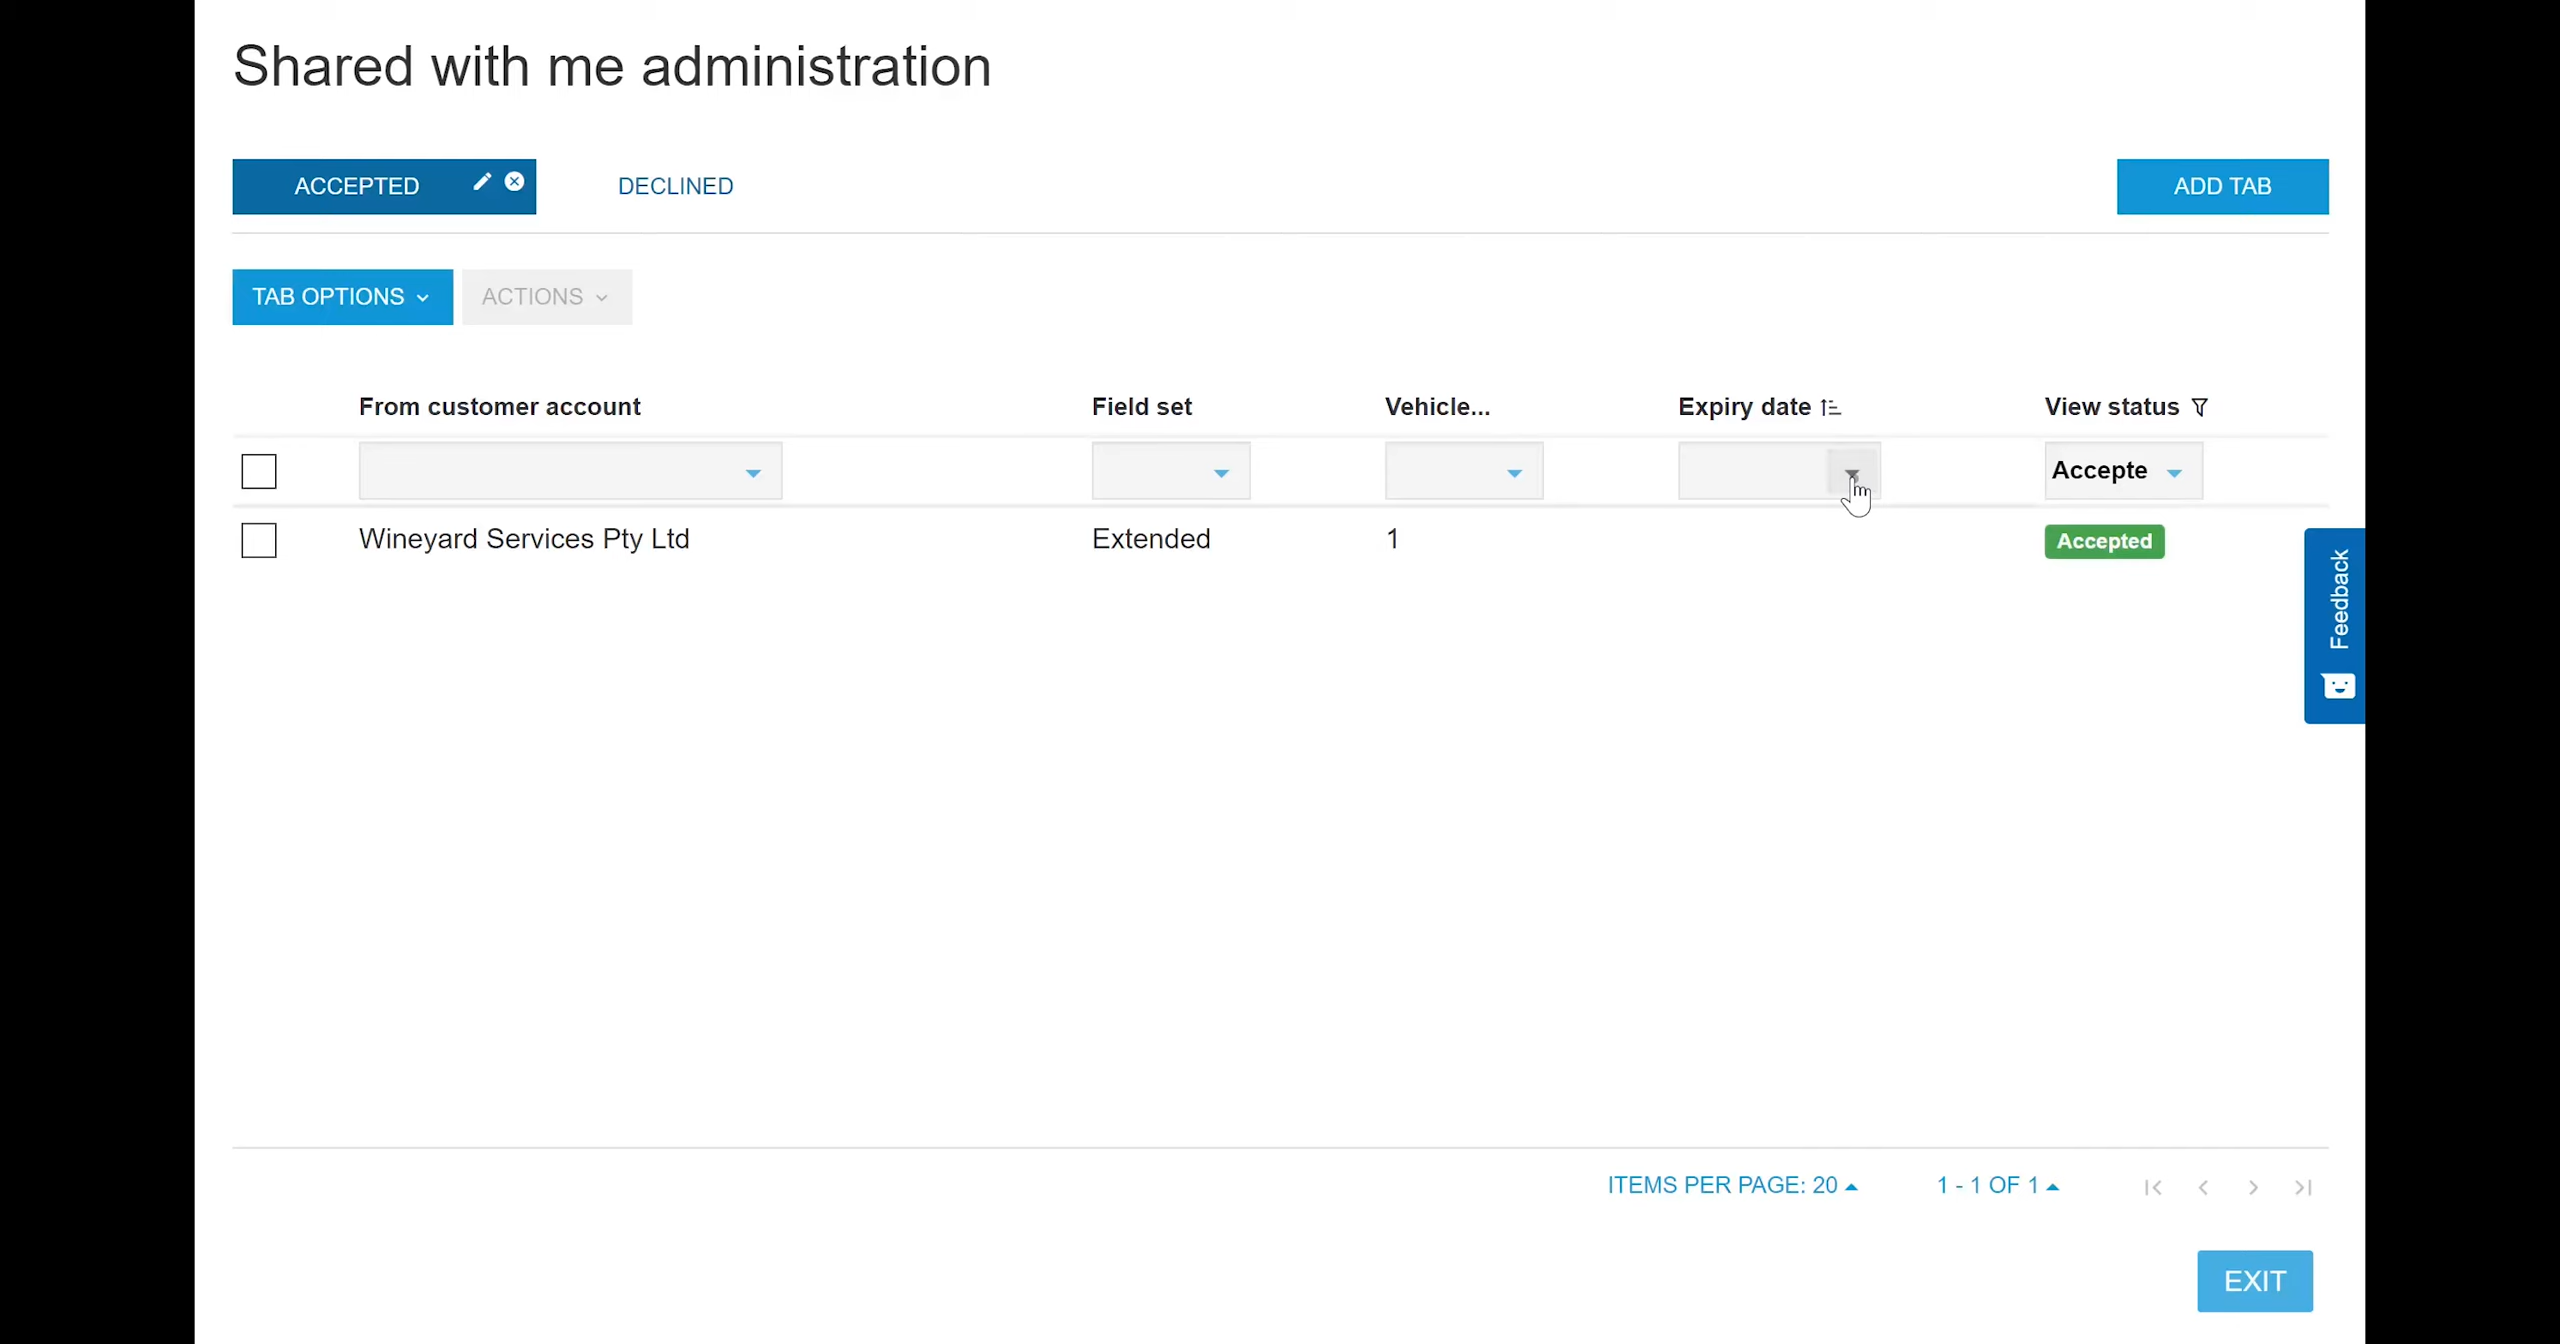 Shared with me administration
ACCEPTED
DECLINED
ADD TAB
TAB OPTIONS
ACTIONS
From customer account
Field set
Vehicle...
Expiry date
View status
Accepte
Wineyard Services Pty Ltd
Extended
1
Accepted
Feedback
ITEMS PER PAGE: 20
1 - 1 OF 1
EXIT